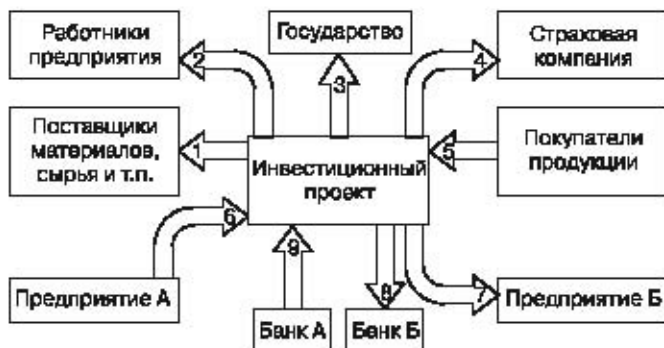 Работники
предприятия
2
Государство
3
4
Страховая
компания
Поставщики
материалов,
сырья и т.п.
1
Инвестиционный
проект
5
Покупатели
продукции
6
9
8
7
Предприятие А
Банк А
Банк Б
Предприятие Б